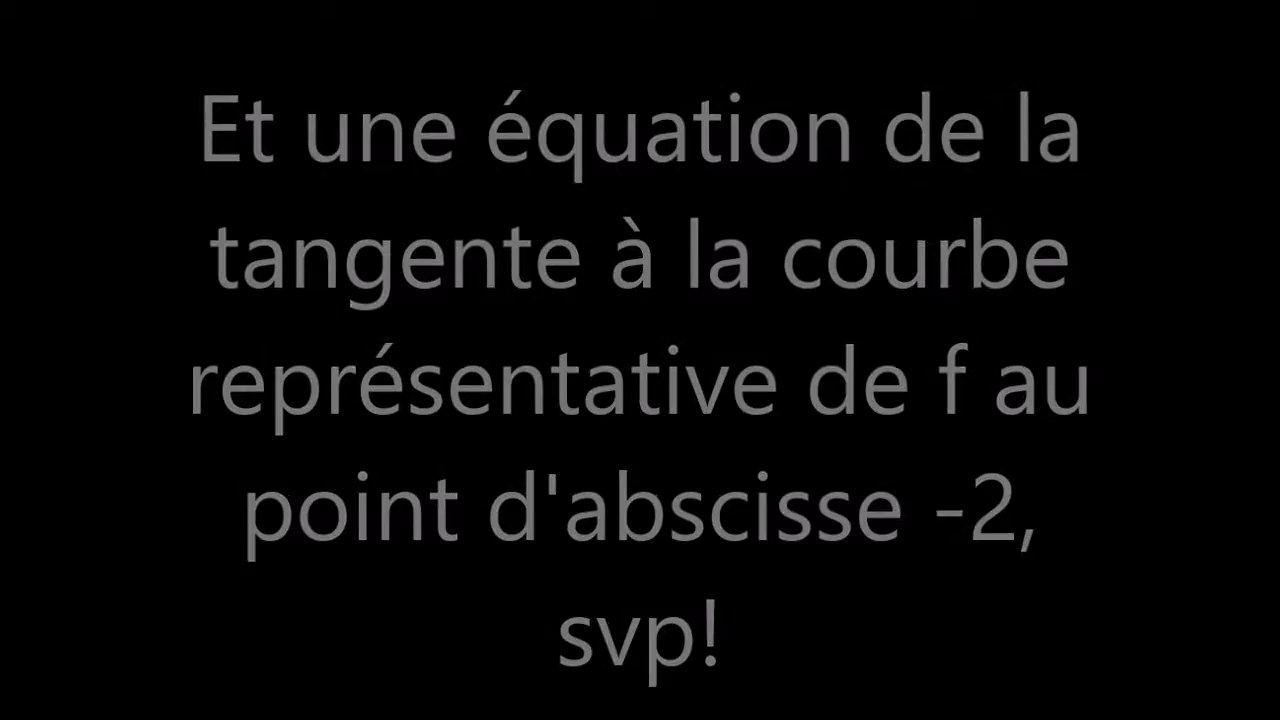 Et une équation de la
tangente à la courbe
représentative de f au
point d'abscisse -2,
svp!